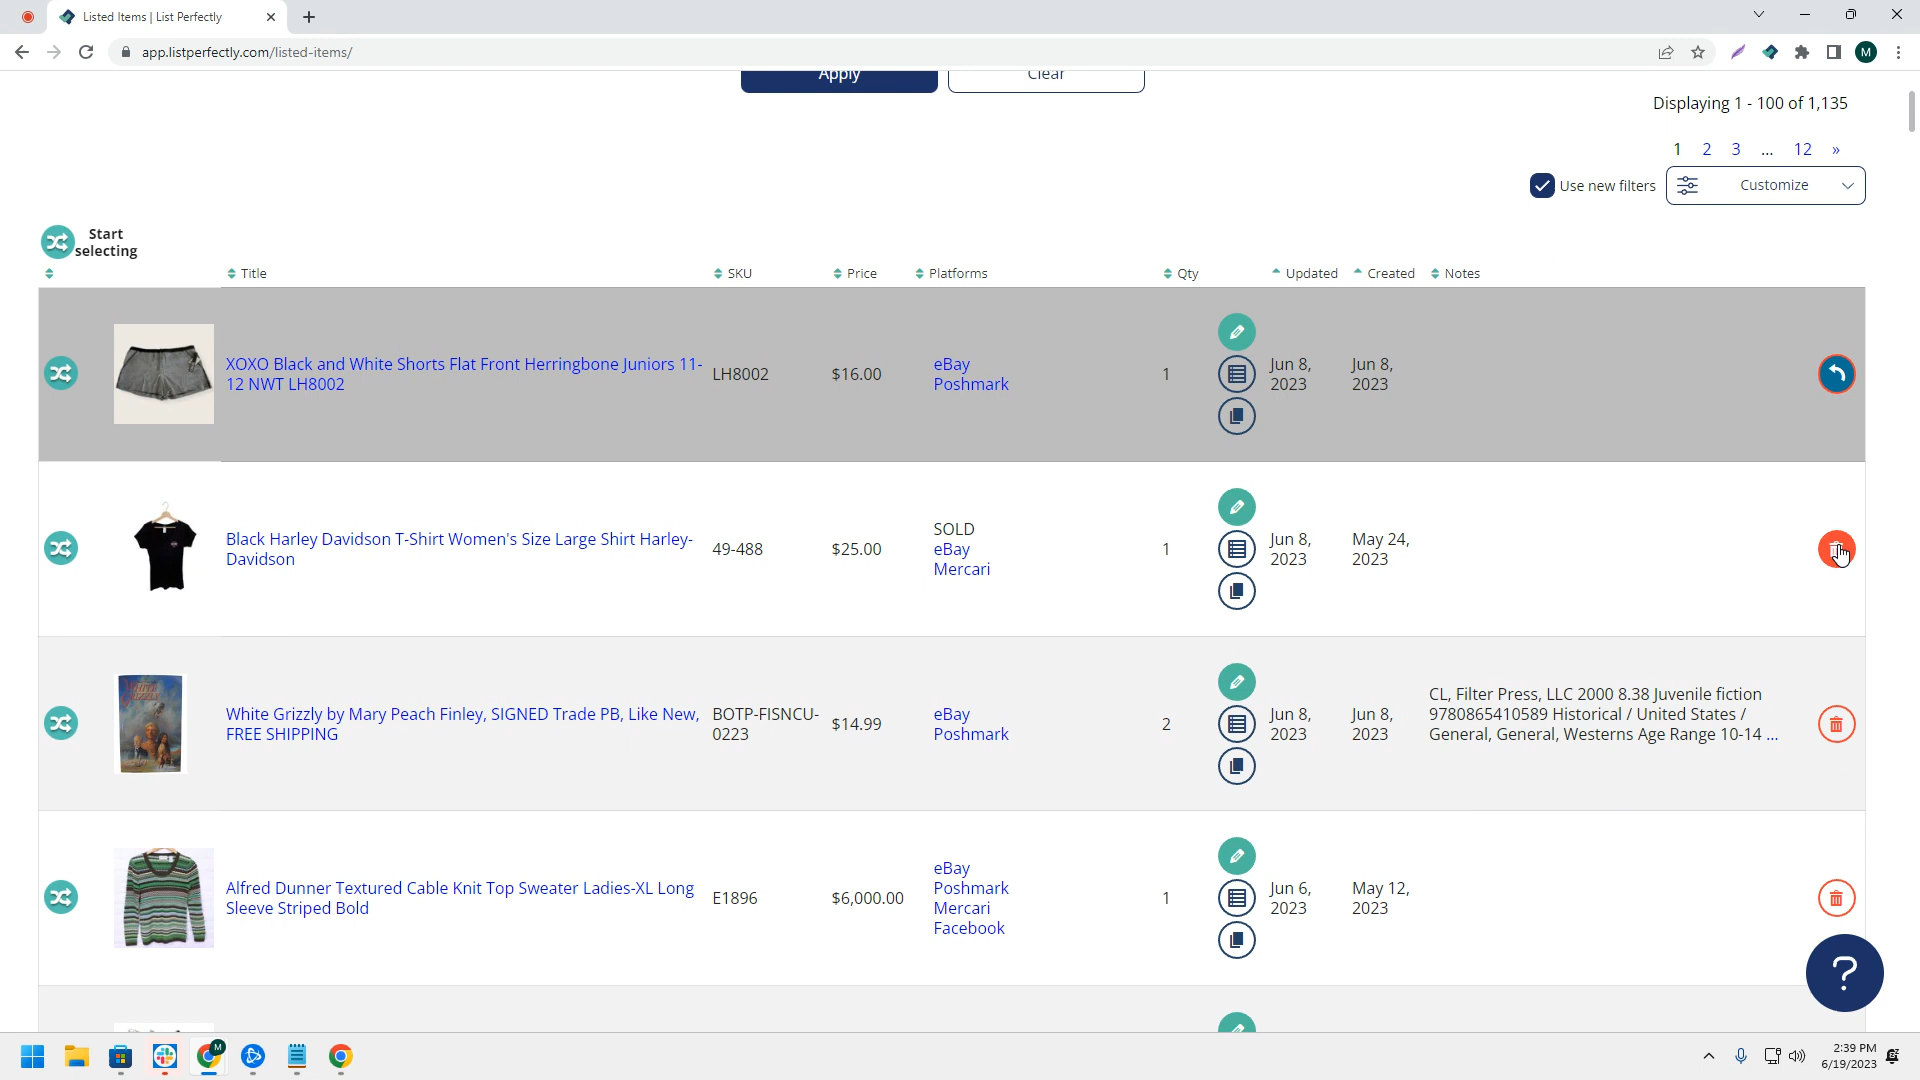 Listed Items | List Perfectly
app.listperfectly.com/listed-items/
M
Apply
Clear
Displaying 1 - 100 of 1,135
1 2 3 ... 12 »
Use new filters
Customize
Start
selecting
Title SKU Price Platforms Qty Updated Created Notes
XOXO Black and White Shorts Flat Front Herringbone Juniors 11-
12 NWT LH8002
LH8002
$16.00
eBay
Poshmark
1
Jun 8,
2023
Jun 8,
2023
Black Harley Davidson T-Shirt Women's Size Large Shirt Harley-
Davidson
49-488
$25.00
SOLD
eBay
Mercari
1
Jun 8,
2023
May 24,
2023
White Grizzly by Mary Peach Finley, SIGNED Trade PB, Like New,
FREE SHIPPING
BOTP-FISNCU-
0223
$14.99
eBay
Poshmark
2
Jun 8,
2023
Jun 8,
2023
CL, Filter Press, LLC 2000 8.38 Juvenile fiction
9780865410589 Historical / United States /
General, General, Westerns Age Range 10-14 ...
Alfred Dunner Textured Cable Knit Top Sweater Ladies-XL Long
Sleeve Striped Bold
E1896
$6,000.00
eBay
Poshmark
Mercari
Facebook
1
Jun 6,
2023
May 12,
2023
?
M
2:39 PM
6/19/2023